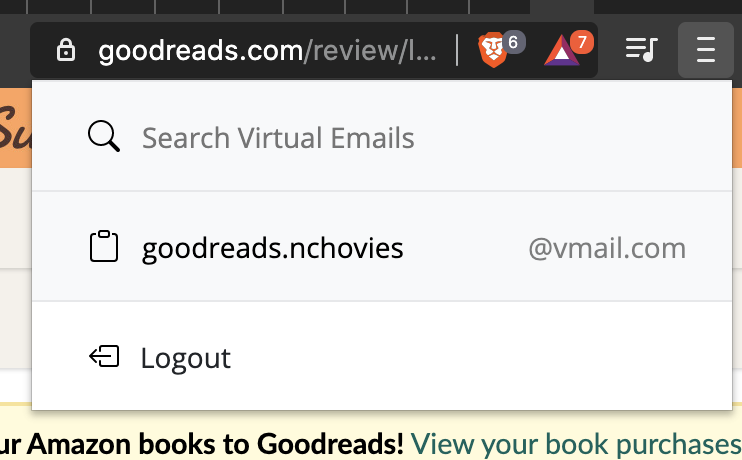 goodreads.com/review/l...
6
7
Su
Search Virtual Emails
goodreads.nchovies @vmail.com
Logout
ur Amazon books to Goodreads! View your book purchases